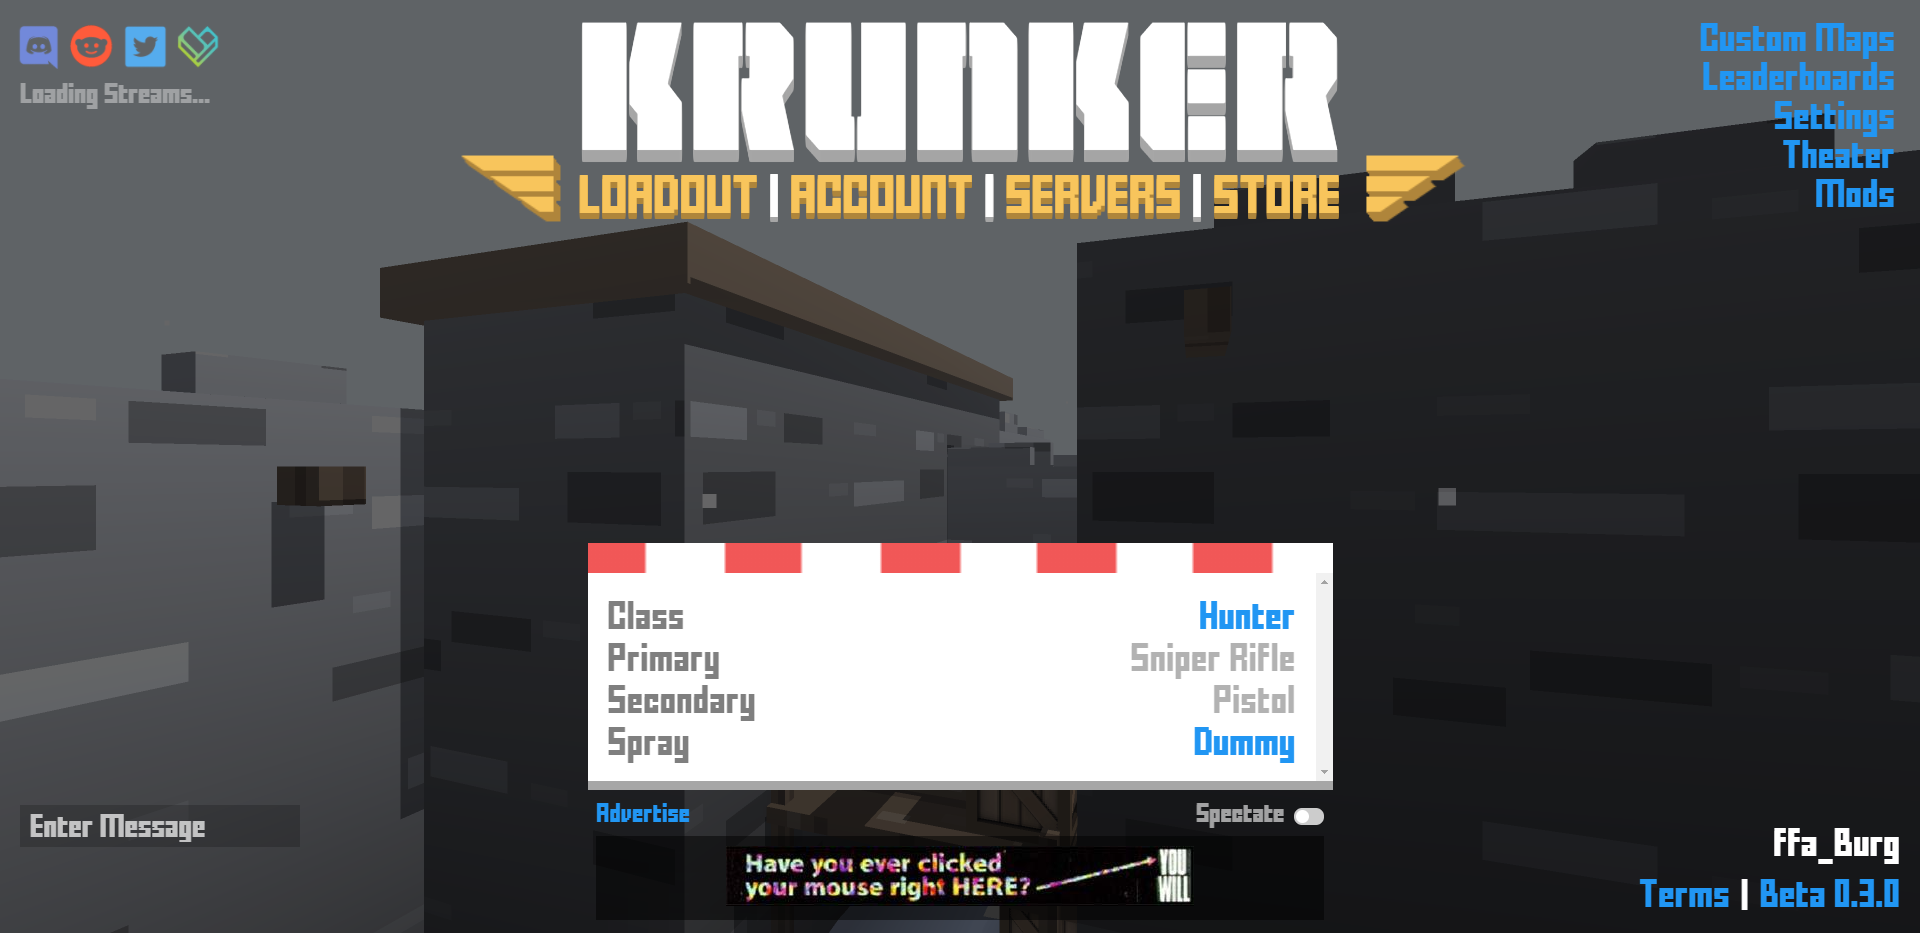 KRUNKER
LOADOUT | ACCOUNT | SERVERS | STORE
Loading Streams...
Custom Maps
Leaderboards
Settings
Theater
Mods
Class Hunter
Primary Sniper Rifle
Secondary Pistol
Spray Dummy
Advertise Spectate
Have you ever clicked
your mouse right HERE?
YOU
WILL
Enter Message
ffa_Burg
Terms | Beta 0.3.0